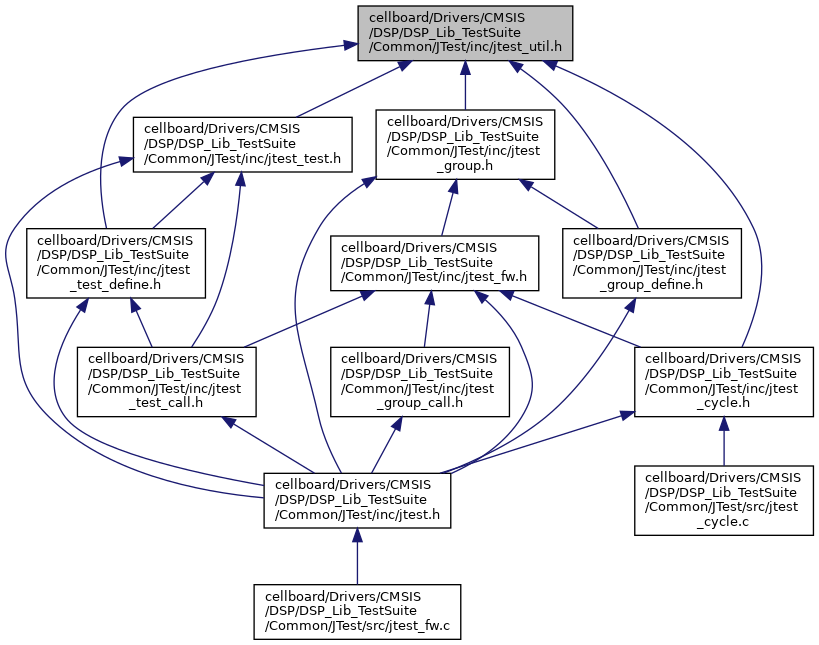 cellboard/Drivers/CMSIS
/DSP/DSP_Lib_TestSuite
/Common/JTest/inc/jtest_util.h
cellboard/Drivers/CMSIS
/DSP/DSP_Lib_TestSuite
/Common/JTest/inc/jtest_test.h
cellboard/Drivers/CMSIS
/DSP/DSP_Lib_TestSuite
/Common/JTest/inc/jtest
_group.h
cellboard/Drivers/CMSIS
/DSP/DSP_Lib_TestSuite
/Common/JTest/inc/jtest
_test_define.h
cellboard/Drivers/CMSIS
/DSP/DSP_Lib_TestSuite
/Common/JTest/inc/jtest_fw.h
cellboard/Drivers/CMSIS
/DSP/DSP_Lib_TestSuite
/Common/JTest/inc/jtest
_group_define.h
cellboard/Drivers/CMSIS
/DSP/DSP_Lib_TestSuite
/Common/JTest/inc/jtest
_test_call.h
cellboard/Drivers/CMSIS
/DSP/DSP_Lib_TestSuite
/Common/JTest/inc/jtest
_group_call.h
cellboard/Drivers/CMSIS
/DSP/DSP_Lib_TestSuite
/Common/JTest/inc/jtest
_cycle.h
cellboard/Drivers/CMSIS
/DSP/DSP_Lib_TestSuite
/Common/JTest/inc/jtest.h
cellboard/Drivers/CMSIS
/DSP/DSP_Lib_TestSuite
/Common/JTest/src/jtest
_cycle.c
cellboard/Drivers/CMSIS
/DSP/DSP_Lib_TestSuite
/Common/JTest/src/jtest_fw.c